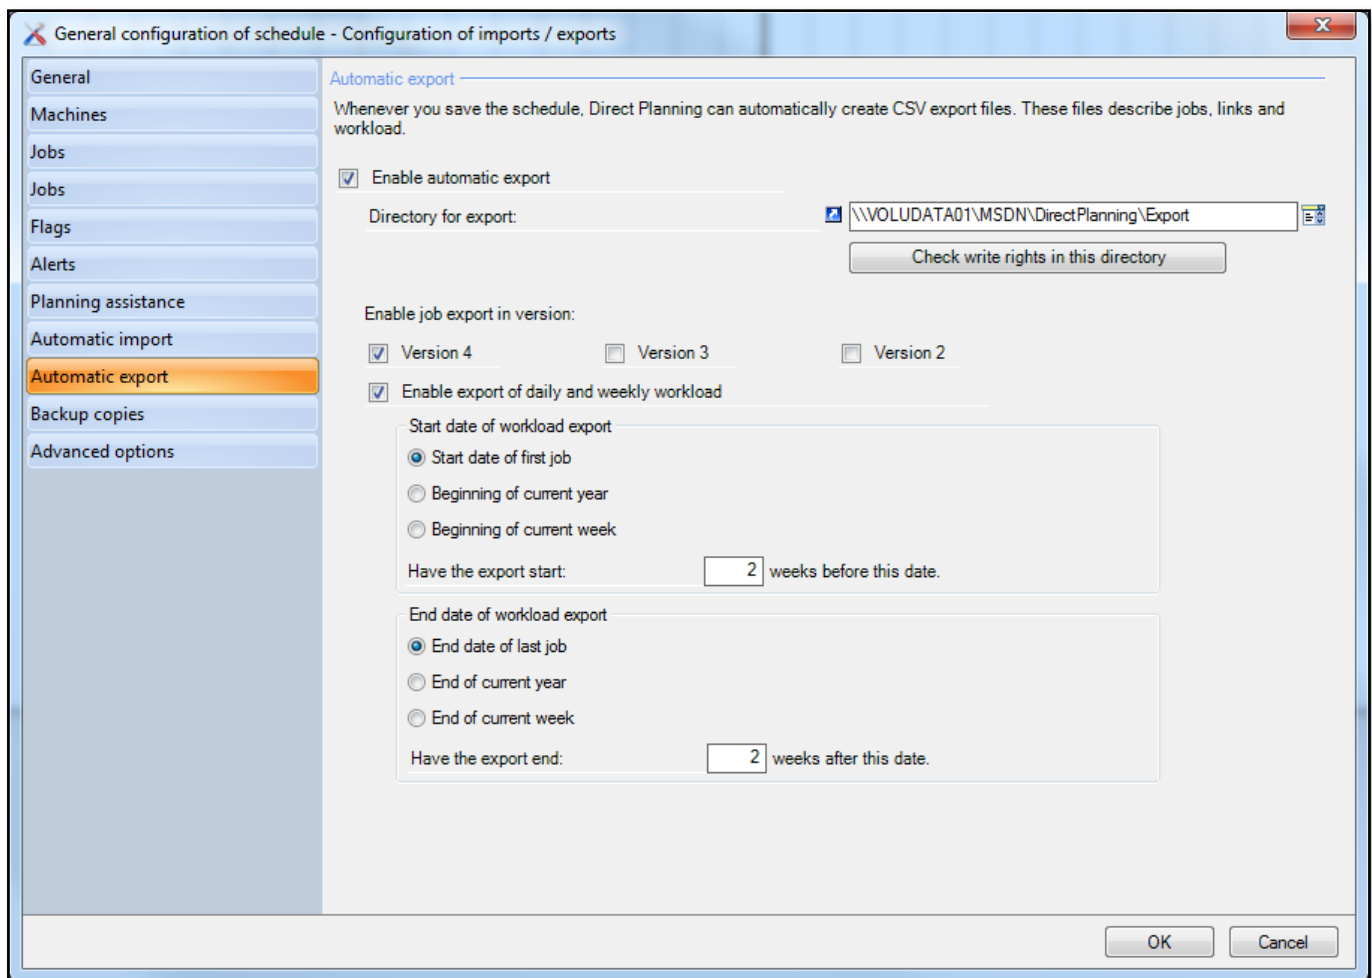 General configuration of schedule - Configuration of imports / exports
General
Machines
Jobs
Jobs
Flags
Alerts
Planning assistance
Automatic import
Automatic export
Backup copies
Advanced options
Automatic export
Whenever you save the schedule, Direct Planning can automatically create CSV export files. These files describe jobs, links and
workload.
Enable automatic export
Directory for export: \\VOLUDATA01\MSDN\DirectPlanning\Export
Check write rights in this directory
Enable job export in version:
Version 4 Version 3 Version 2
Enable export of daily and weekly workload
Start date of workload export
Start date of first job
Beginning of current year
Beginning of current week
Have the export start: 2 weeks before this date.
End date of workload export
End date of last job
End of current year
End of current week
Have the export end: 2 weeks after this date.
OK Cancel